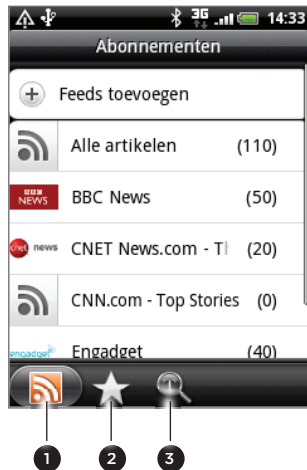 3G 14:33
Abonnementen
Feeds toevoegen
Alle artikelen (110)
BBC NEWS BBC News (50)
cnet news CNET News.com - Th (20)
CNN.com - Top Stories (0)
engadget Engadget (40)
1 2 3